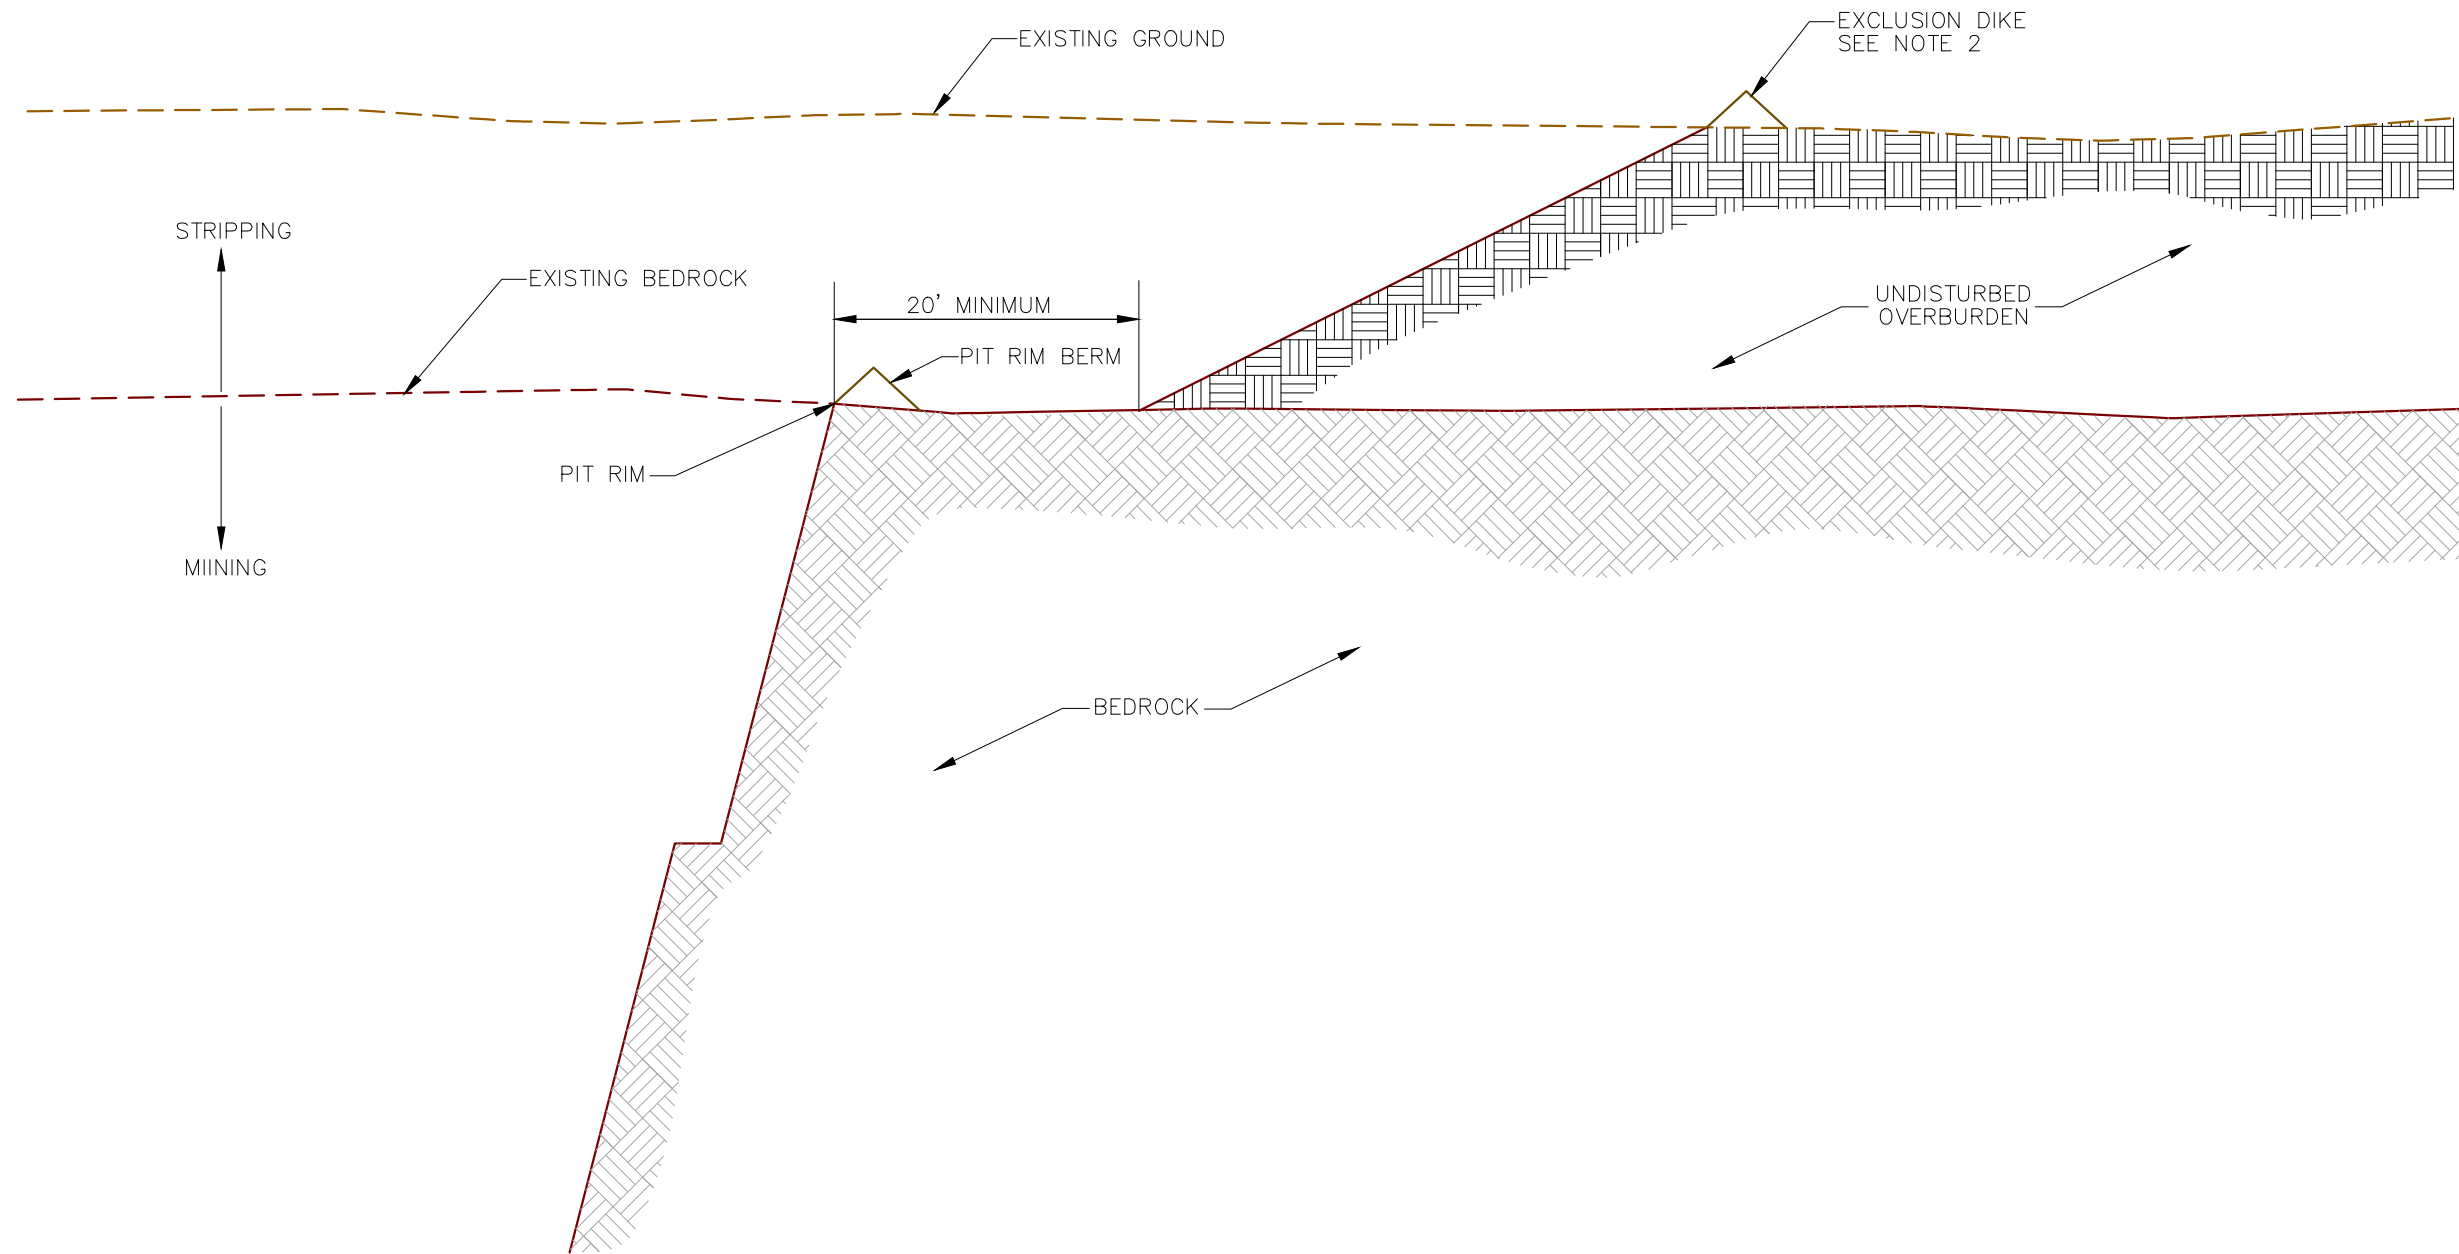 EXCLUSION DIKE
SEE NOTE 2
EXISTING GROUND
STRIPPING
EXISTING BEDROCK
20' MINIMUM
UNDISTURBED
OVERBURDEN
PIT RIM BERM
PIT RIM
MIINING
BEDROCK